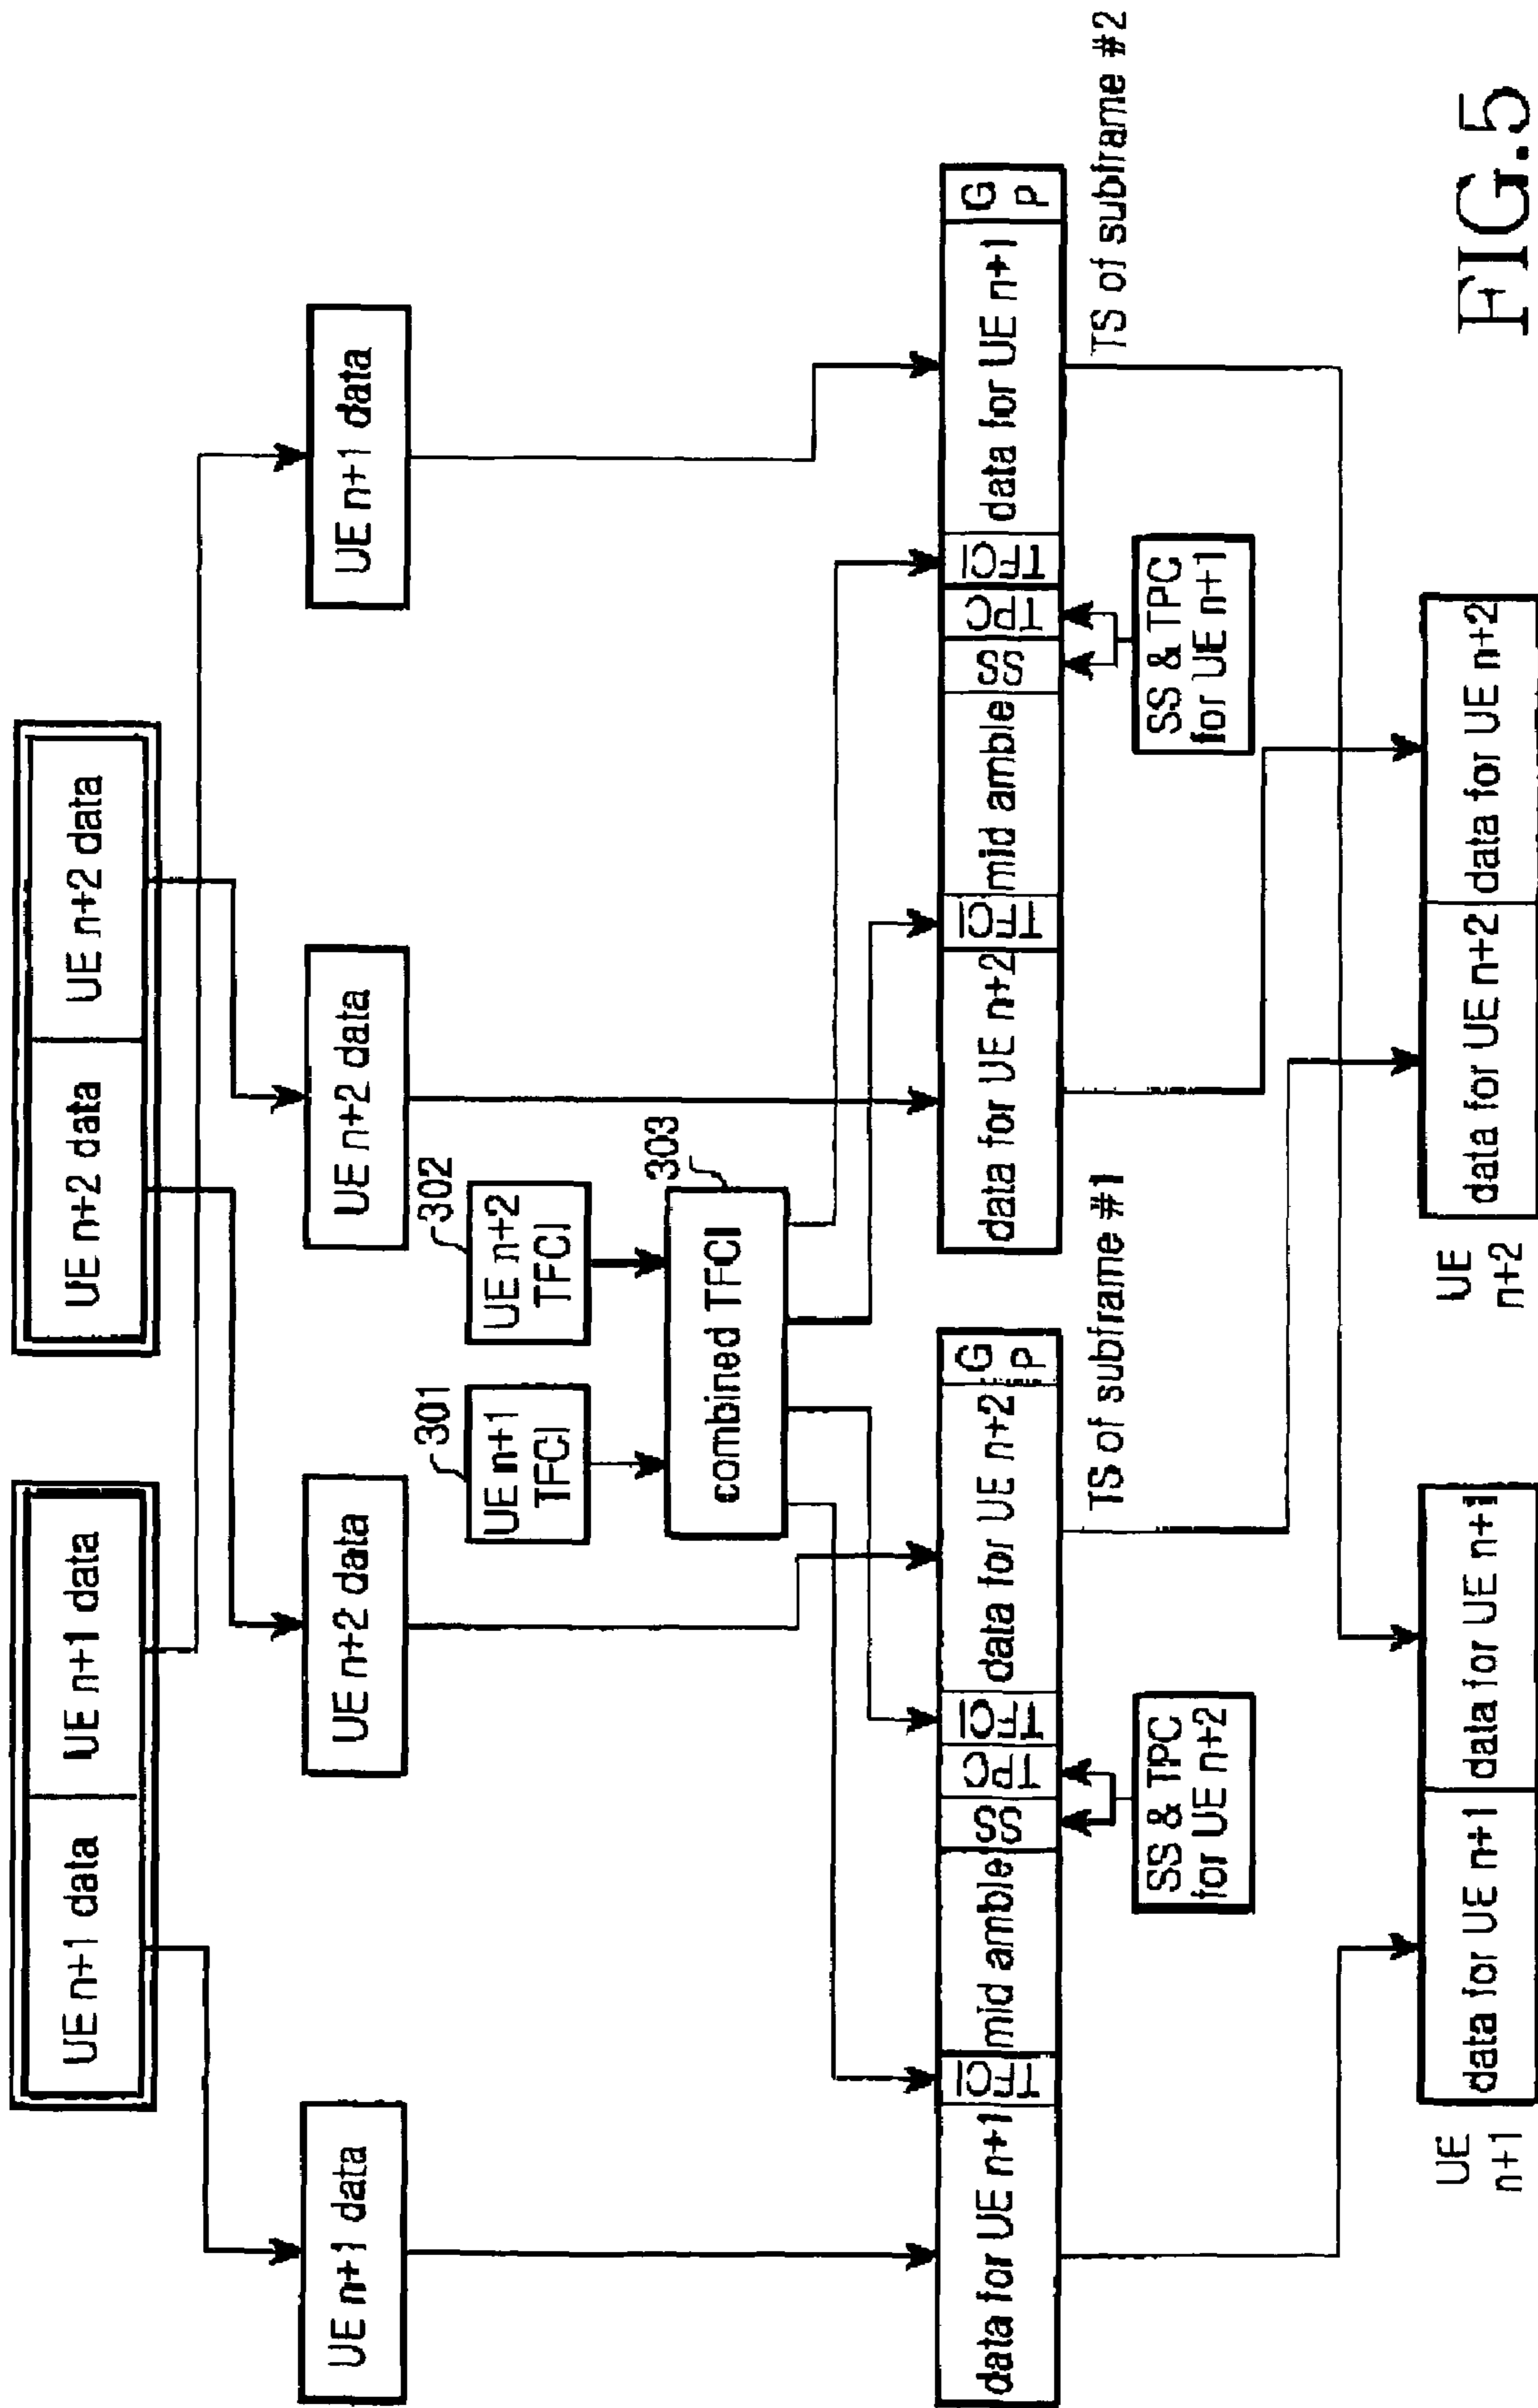 UE n+1 data
UE n+1 data
UE n+2 data
UE n+2 data
UE n+1 data
UE n+2 data
UE n+2 data
UE n+1 data
301
UE n+1
TFCI
302
UE n+2
TFCI
303
combined TFCI
data for UE n+1
TFCI
mid amble
SS
TPC
TFCI
data for UE n+2
G
P
data for UE n+2
TFCI
mid amble
SS
TPC
TFCI
data for UE n+1
G
P
TS of subframe #1
TS of subframe #2
SS & TPC
for UE n+2
SS & TPC
for UE n+1
UE
n+1
data for UE n+1
data for UE n+1
UE
n+2
data for UE n+2
data for UE n+2
FIG.5